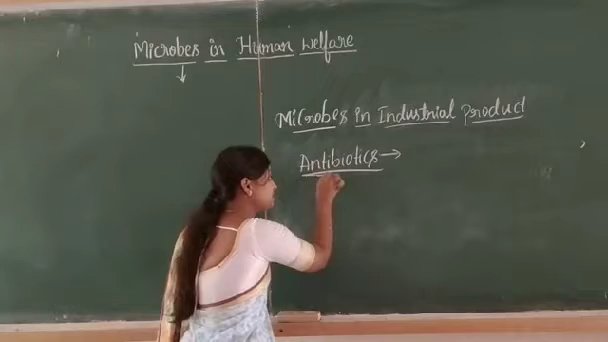 Microbes in Human welfare
↓
Microbes in Industrial product
Antibiotics →